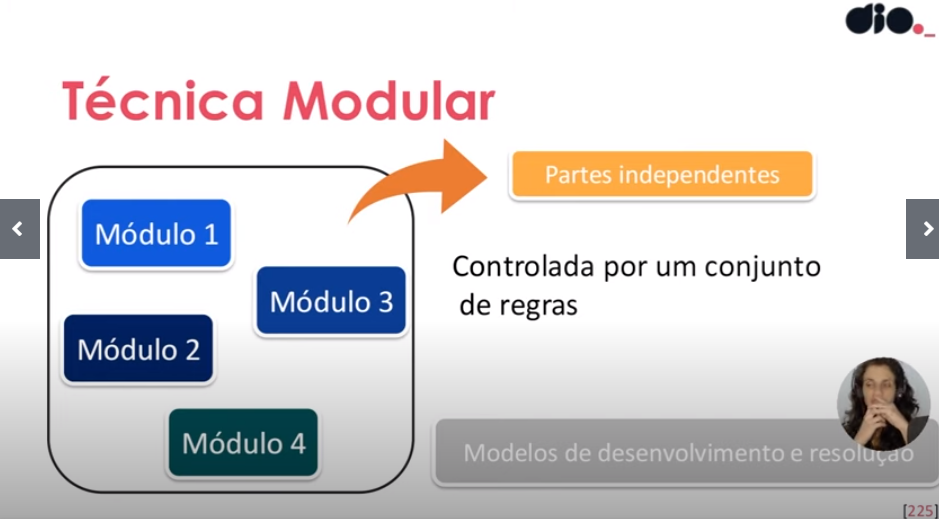 dio._
Técnica Modular
Módulo 1
Módulo 3
Módulo 2
Módulo 4
Partes independentes
Controlada por um conjunto
de regras
Modelos de desenvolvimento e resolução
[225]